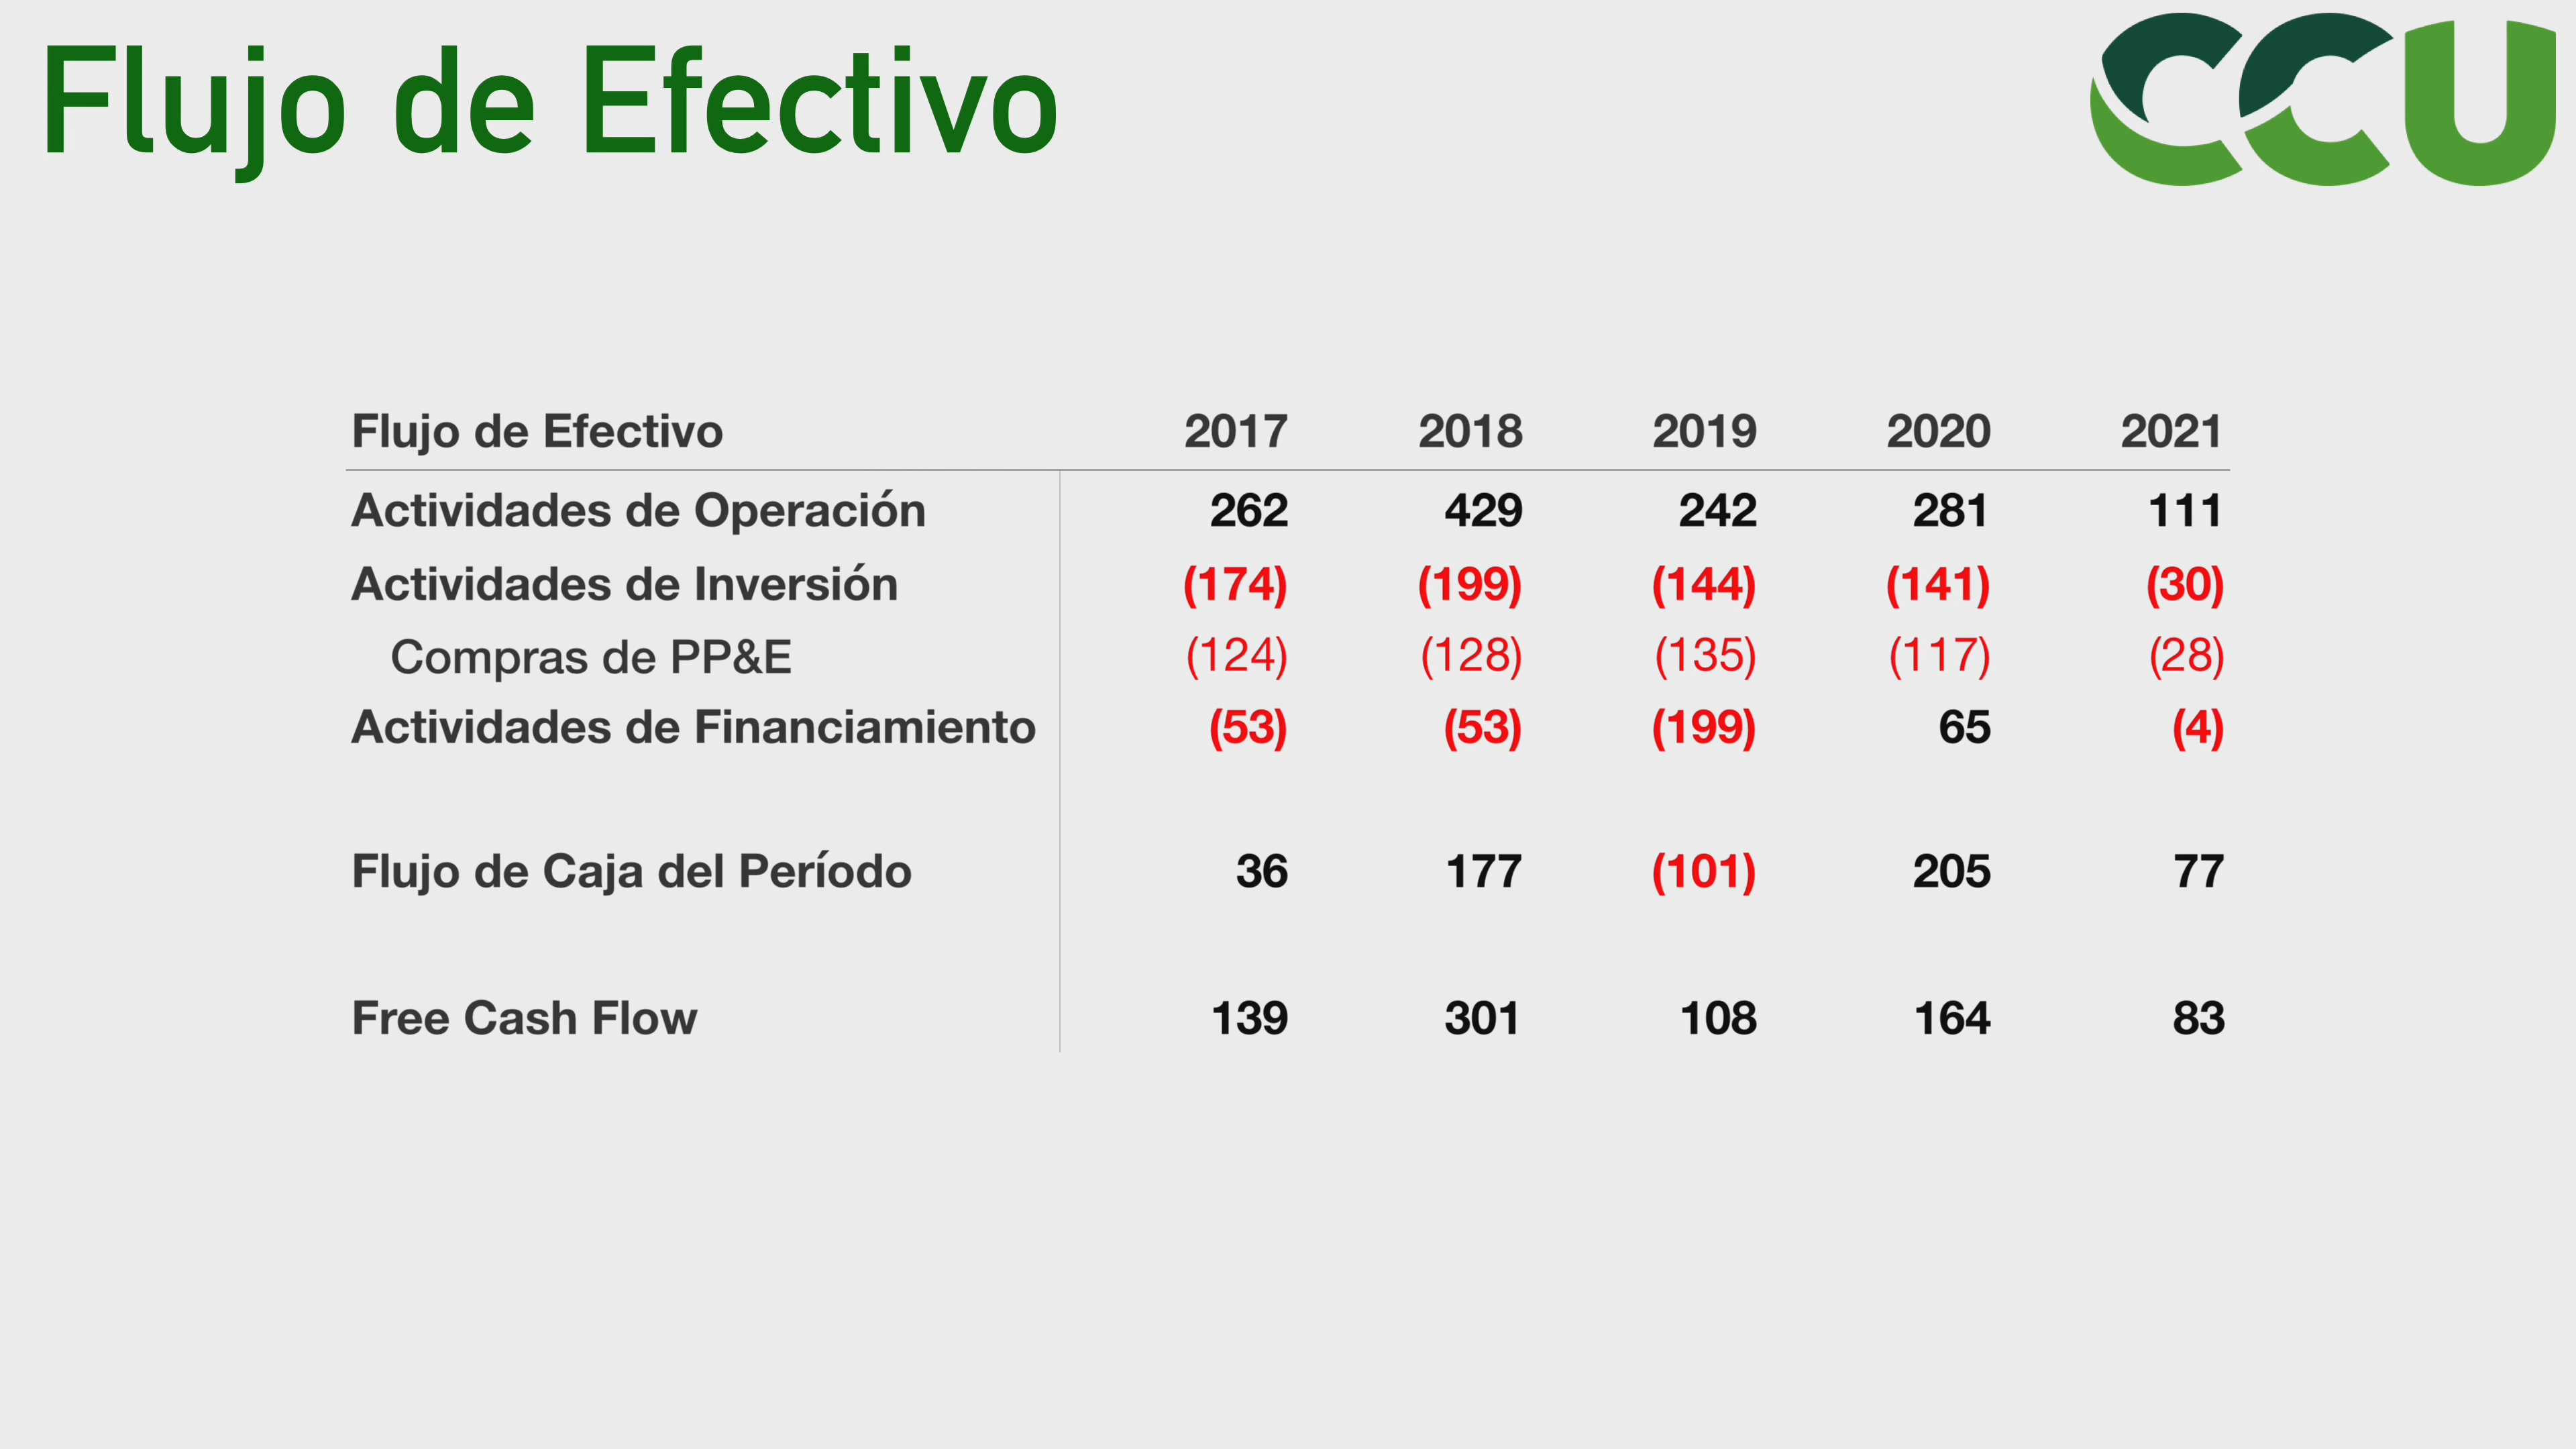 Flujo de Efectivo
CCU
Flujo de Efectivo 2017 2018 2019 2020 2021
Actividades de Operación 262 429 242 281 111
Actividades de Inversión (174) (199) (144) (141) (30)
Compras de PP&E (124) (128) (135) (117) (28)
Actividades de Financiamiento (53) (53) (199) 65 (4)
Flujo de Caja del Período 36 177 (101) 205 77
Free Cash Flow 139 301 108 164 83